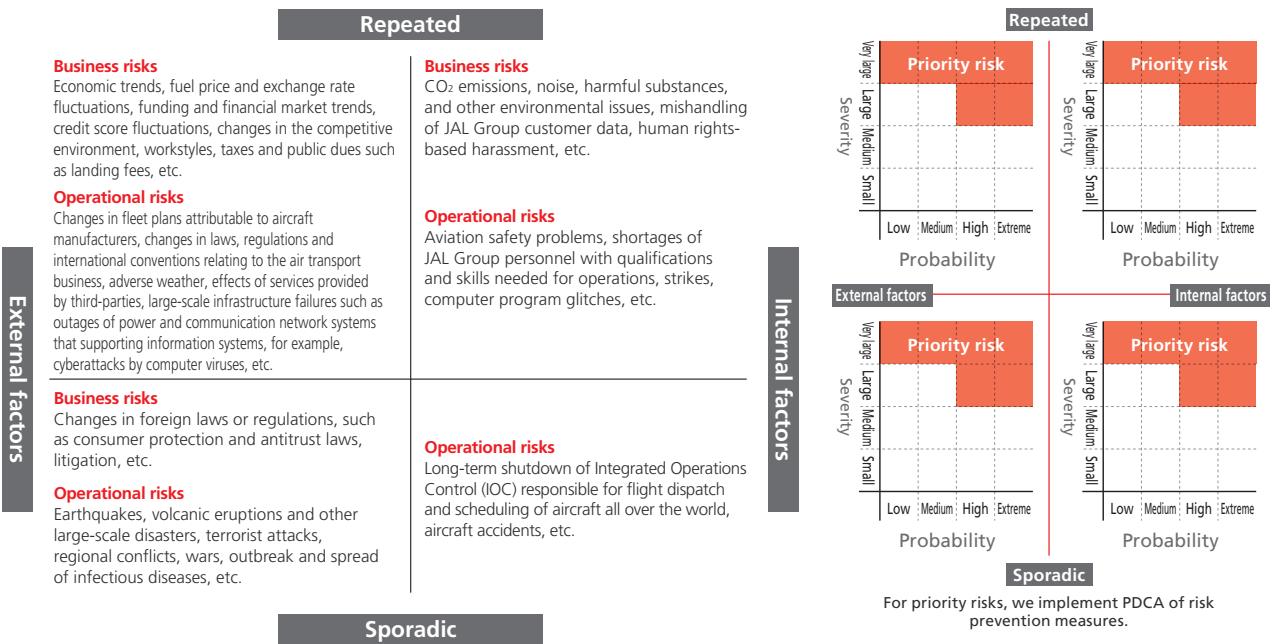 Repeated
Business risks
Economic trends, fuel price and exchange rate
fluctuations, funding and financial market trends,
credit score fluctuations, changes in the competitive
environment, workstyles, taxes and public dues such
as landing fees, etc.
Operational risks
Changes in fleet plans attributable to aircraft
manufacturers, changes in laws, regulations and
international conventions relating to the air transport
business, adverse weather, effects of services provided
by third-parties, large-scale infrastructure failures such as
outages of power and communication network systems
that supporting information systems, for example,
cyberattacks by computer viruses, etc.
Business risks
CO₂ emissions, noise, harmful substances,
and other environmental issues, mishandling
of JAL Group customer data, human rights-
based harassment, etc.
Operational risks
Aviation safety problems, shortages of
JAL Group personnel with qualifications
and skills needed for operations, strikes,
computer program glitches, etc.
External factors
Internal factors
Business risks
Changes in foreign laws or regulations, such
as consumer protection and antitrust laws,
litigation, etc.
Operational risks
Earthquakes, volcanic eruptions and other
large-scale disasters, terrorist attacks,
regional conflicts, wars, outbreak and spread
of infectious diseases, etc.
Operational risks
Long-term shutdown of Integrated Operations
Control (IOC) responsible for flight dispatch
and scheduling of aircraft all over the world,
aircraft accidents, etc.
Sporadic
Repeated
Severity
Very large
Large
Medium
Small
Priority risk
Low Medium High Extreme
Probability
Severity
Very large
Large
Medium
Small
Priority risk
Low Medium High Extreme
Probability
External factors
Internal factors
Severity
Very large
Large
Medium
Small
Priority risk
Low Medium High Extreme
Probability
Severity
Very large
Large
Medium
Small
Priority risk
Low Medium High Extreme
Probability
Sporadic
For priority risks, we implement PDCA of risk
prevention measures.